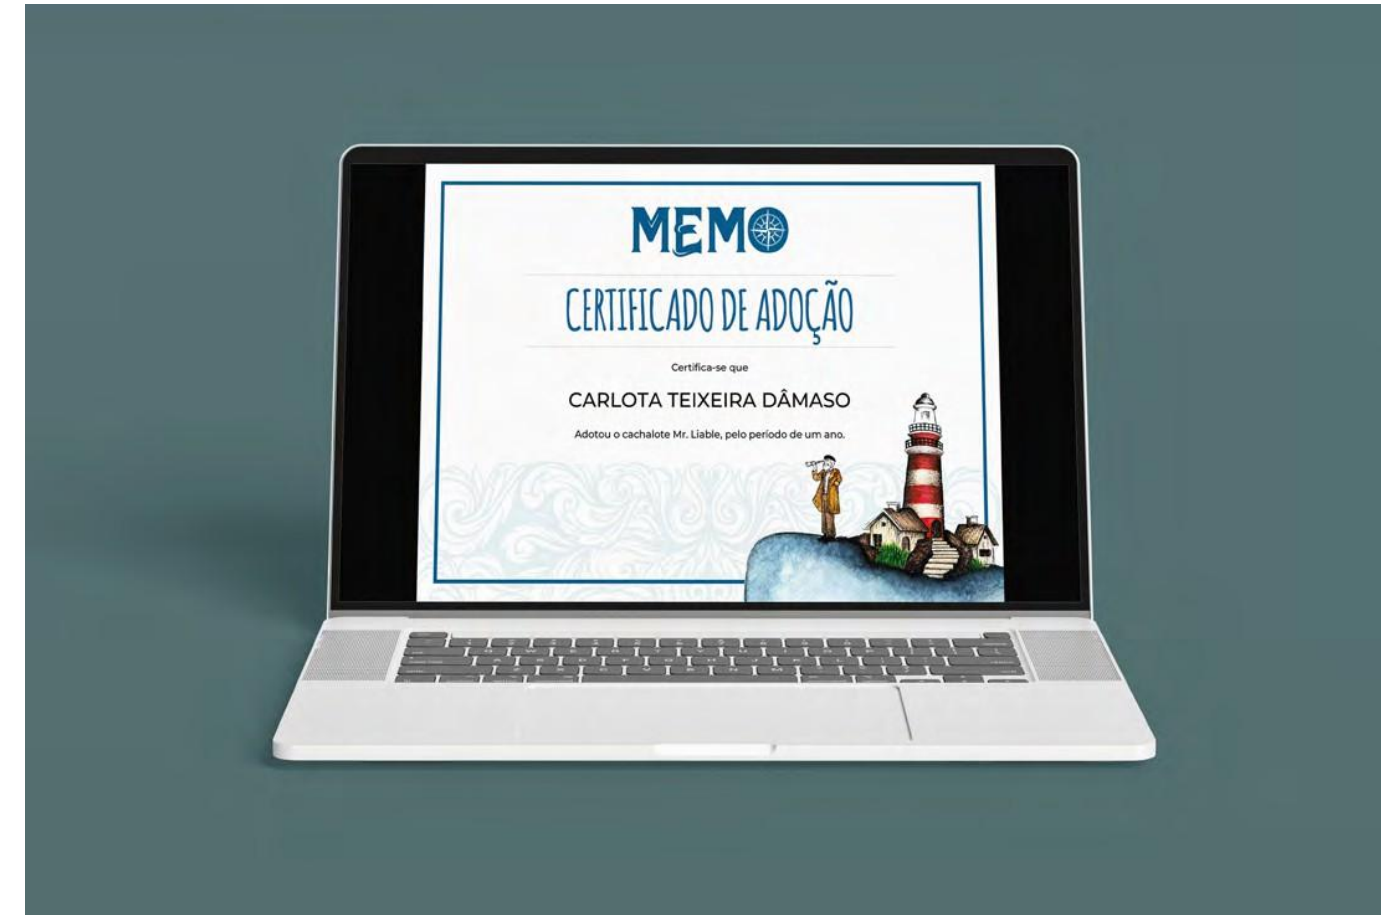 MEMO
CERTIFICADO DE ADOÇÃO
Certifica-se que
CARLOTA TEIXEIRA DÂMASO
Adotou o cachalote Mr. Liable, pelo período de um ano.